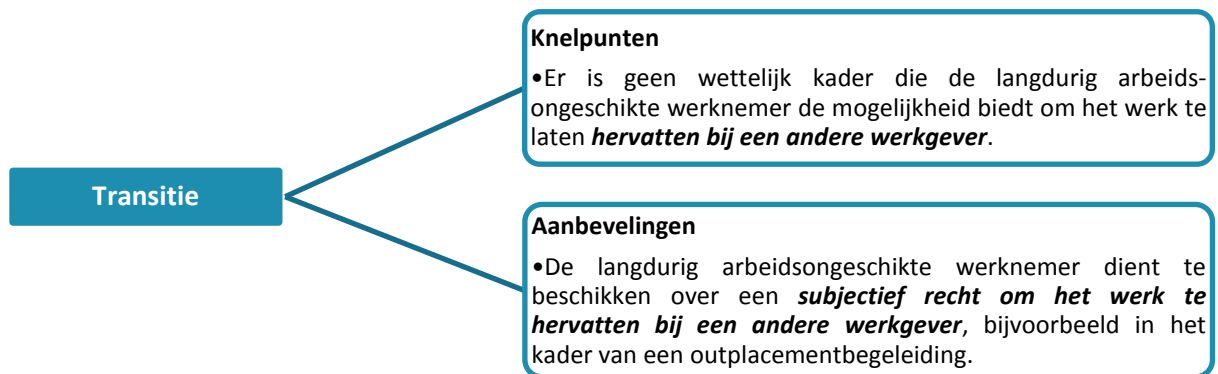 Transitie
Knelpunten
•Er is geen wettelijk kader die de langdurig arbeids-
ongeschikte werknemer de mogelijkheid biedt om het werk te
laten hervatten bij een andere werkgever.
Aanbevelingen
•De langdurig arbeidsongeschikte werknemer dient te
beschikken over een subjectief recht om het werk te
hervatten bij een andere werkgever, bijvoorbeeld in het
kader van een outplacementbegeleiding.